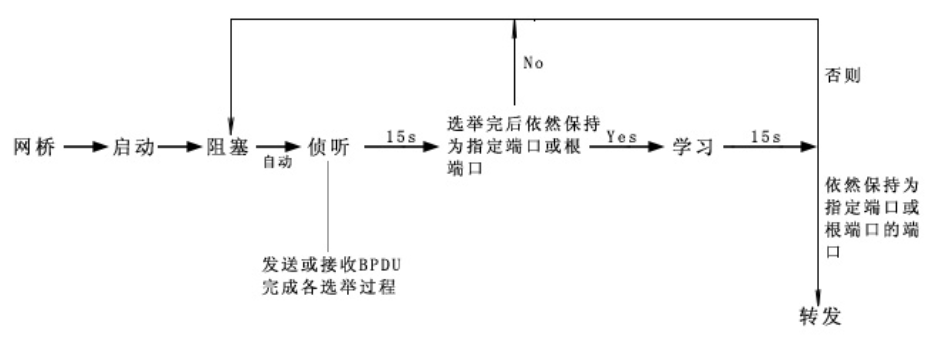 No
否则
网桥
启动
阻塞
自动
侦听
15s
选举完后依然保持
为指定端口或根
端口
Yes
学习
15s
依然保持为
指定端口或
根端口的端
口
发送或接收BPDU
完成各选举过程
转发